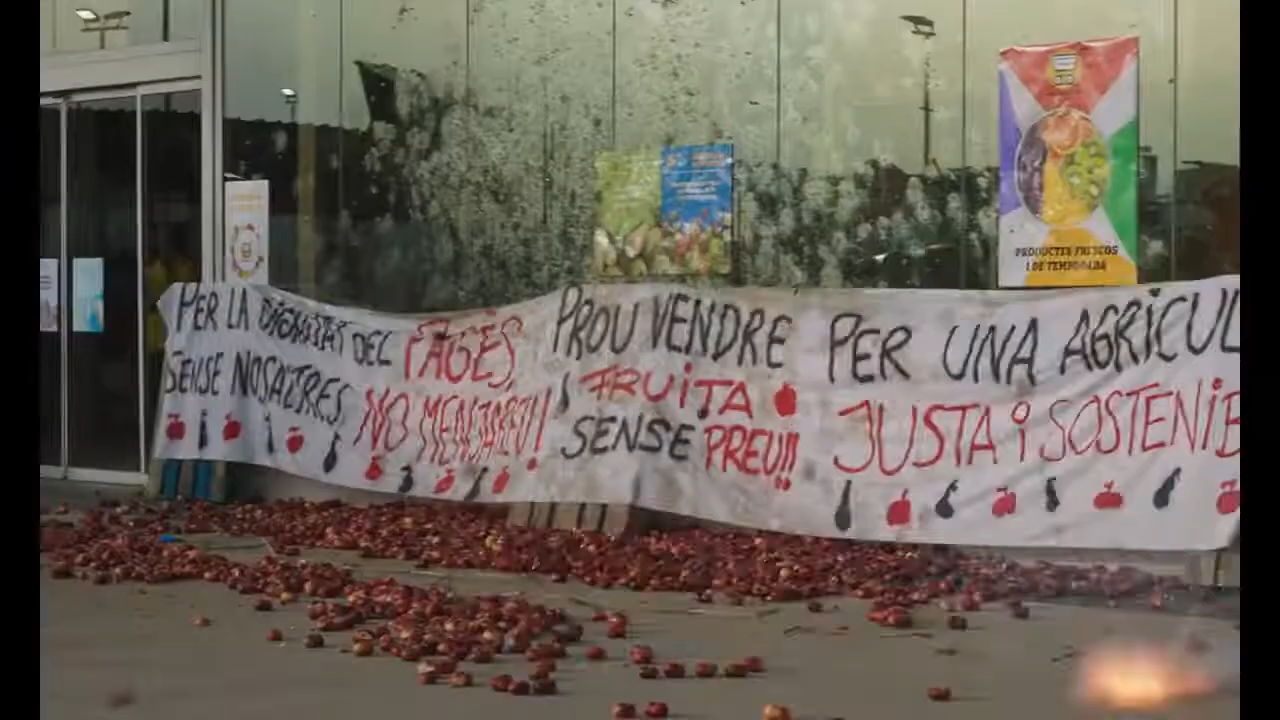 PER LA DIGNITAT DEL PAGÈS,
SENSE NOSALTRES NO MENJAREU!
PROU VENDRE
FRUITA
SENSE PREU!!
PER UNA AGRICUL
JUSTA i SOSTENIB
PRODUCTES FRESCOS
I DE TEMPORADA